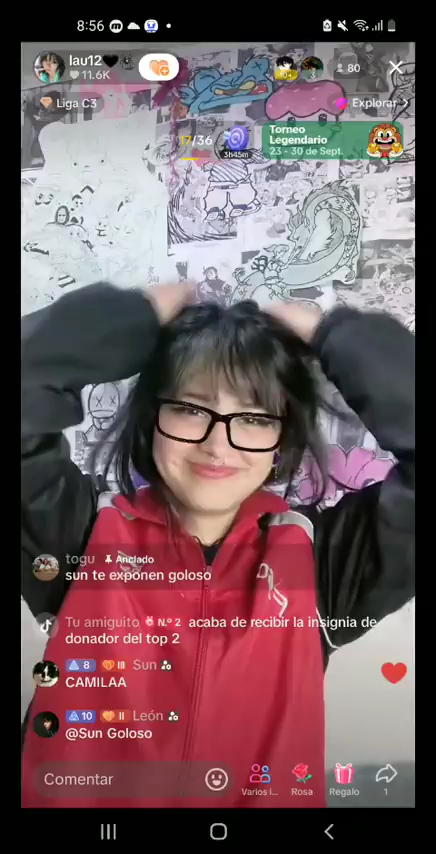 8:56
lau12🖤
11.6K
80
Liga C3
Explorar >
17/36
3h45m
Torneo
Legendario
23 - 30 de Sept.
togu Anclado
sun te exponen goloso
Tu amiguito N.º 2 acaba de recibir la insignia de
donador del top 2
8 III Sun
CAMILAA
10 II León
@Sun Goloso
Comentar
Varios i...
Rosa
Regalo
1